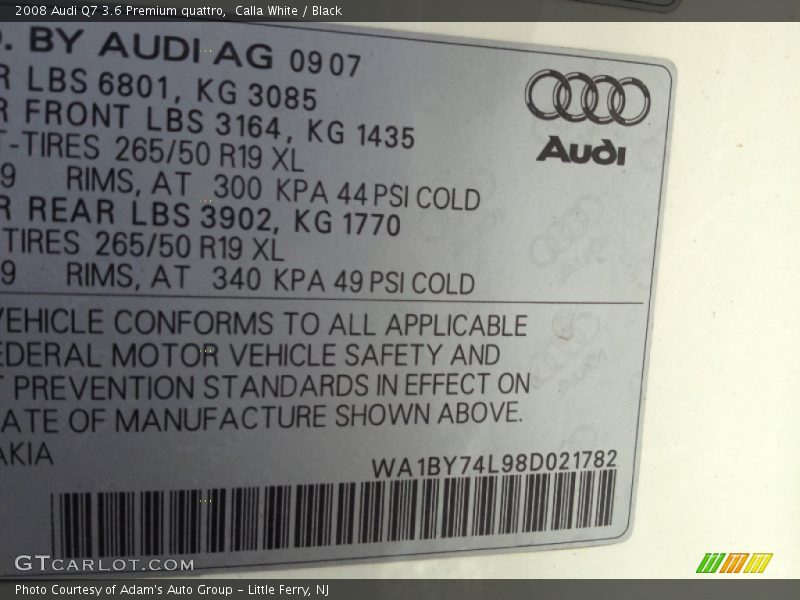 2008 Audi Q7 3.6 Premium quattro, Calla White / Black
. BY AUDI AG 0907
R LBS 6801, KG 3085
R FRONT LBS 3164, KG 1435
T-TIRES 265/50 R19 XL
9 RIMS, AT 300 KPA 44 PSI COLD
R REAR LBS 3902, KG 1770
TIRES 265/50 R19 XL
9 RIMS, AT 340 KPA 49 PSI COLD
Audi
VEHICLE CONFORMS TO ALL APPLICABLE
EDERAL MOTOR VEHICLE SAFETY AND
T PREVENTION STANDARDS IN EFFECT ON
ATE OF MANUFACTURE SHOWN ABOVE.
AKIA
WA1BY74L98D021782
GTCARLOT.COM
Photo Courtesy of Adam's Auto Group - Little Ferry, NJ